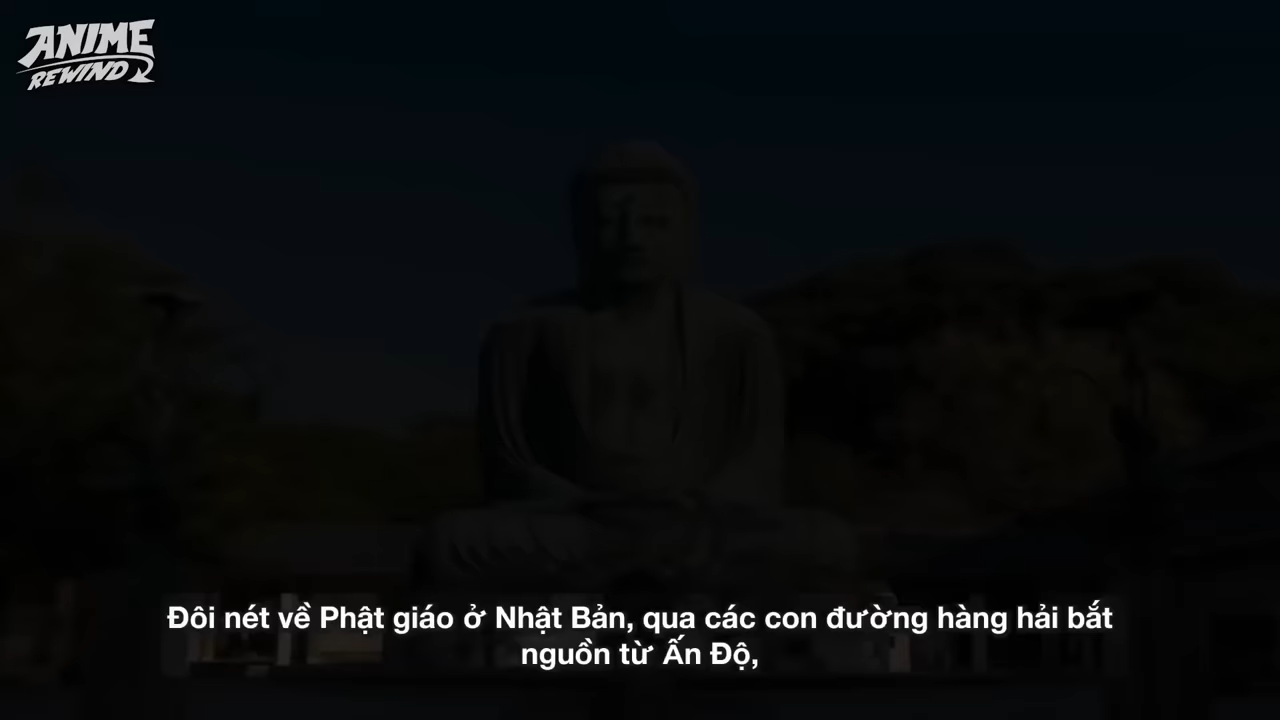 ANIME
REWIND
Đôi nét về Phật giáo ở Nhật Bản, qua các con đường hàng hải bắt
nguồn từ Ấn Độ,